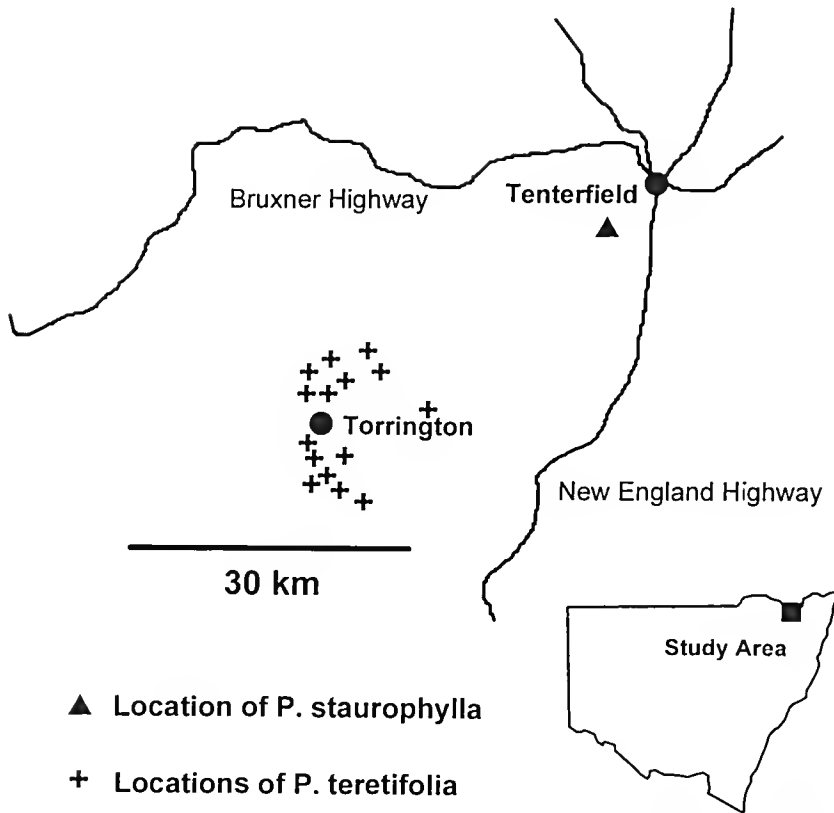 Bruxner Highway
Tenterfield
Torrington
New England Highway
30 km
Study Area
Location of P. staurophylla
Locations of P. teretifolia